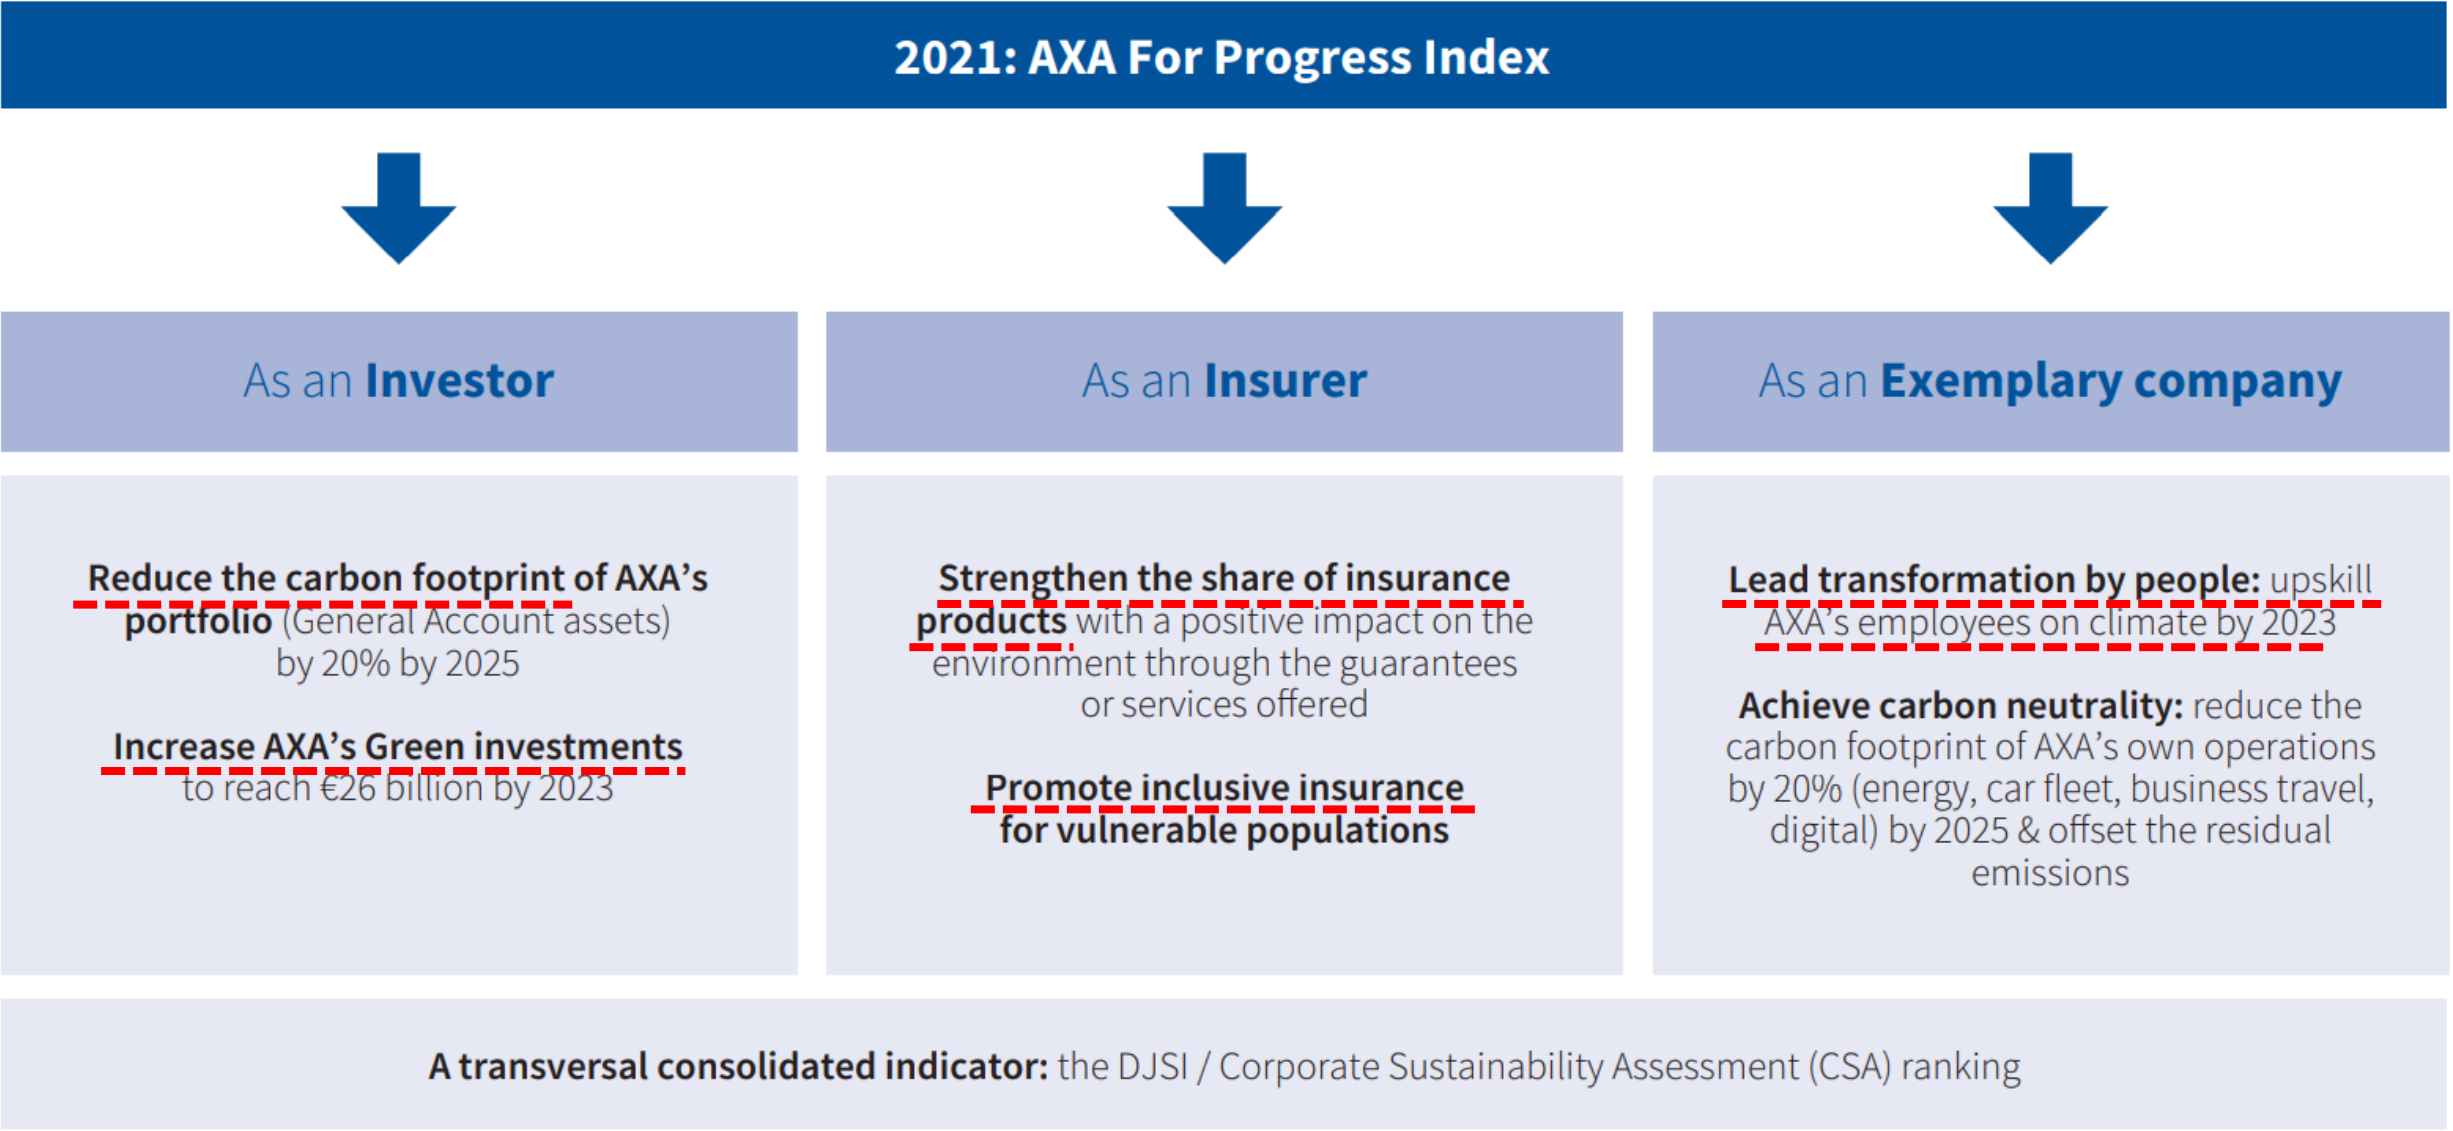 2021: AXA For Progress Index
As an Investor
As an Insurer
As an Exemplary company
Reduce the carbon footprint of AXA’s
portfolio (General Account assets)
by 20% by 2025
Increase AXA’s Green investments
to reach €26 billion by 2023
Strengthen the share of insurance
products with a positive impact on the
environment through the guarantees
or services offered
Promote inclusive insurance
for vulnerable populations
Lead transformation by people: upskill
AXA’s employees on climate by 2023
Achieve carbon neutrality: reduce the
carbon footprint of AXA’s own operations
by 20% (energy, car fleet, business travel,
digital) by 2025 & offset the residual
emissions
A transversal consolidated indicator: the DJSI / Corporate Sustainability Assessment (CSA) ranking